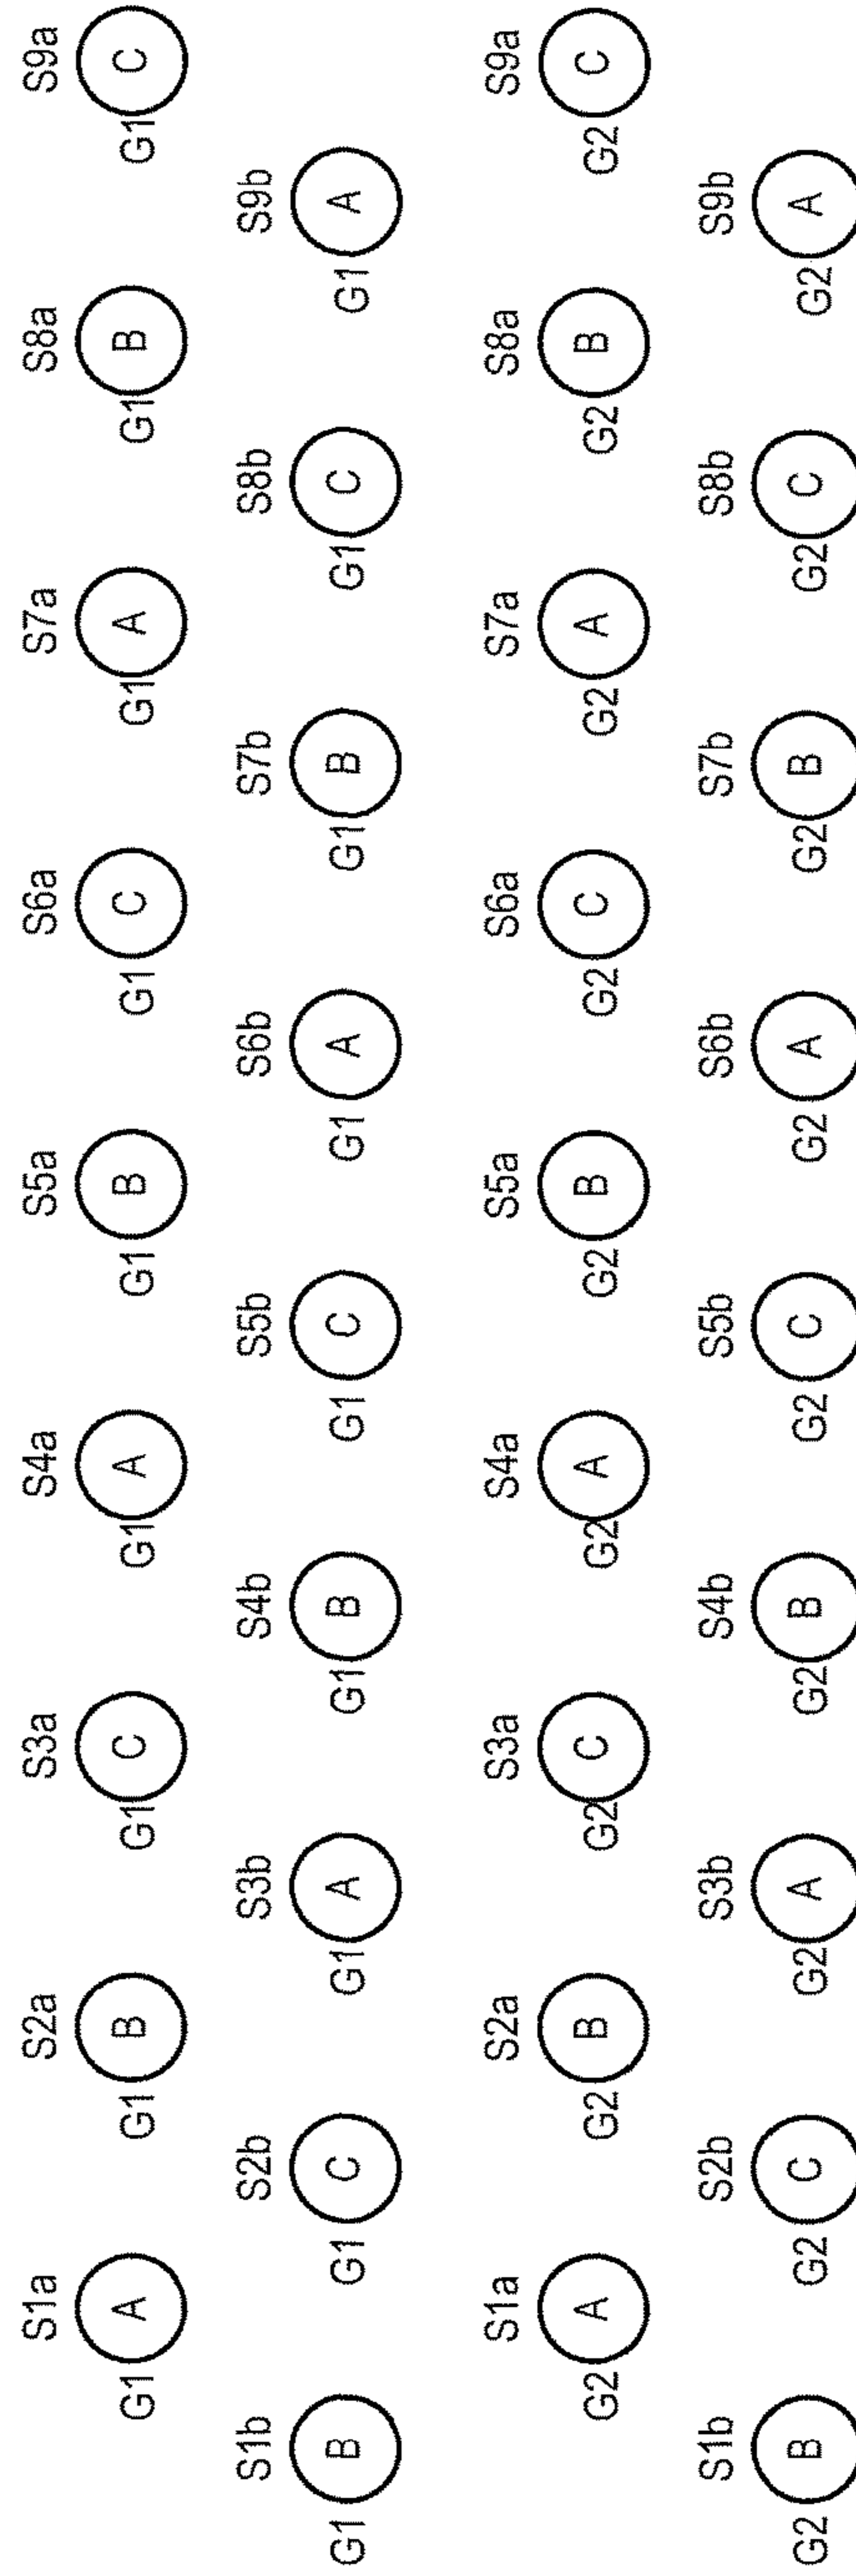 S1a S2a S3a S4a S5a S6a S7a S8a S9a
G1 A G1 B G1 C G1 A G1 B G1 C G1 A G1 B G1 C
S1b S2b S3b S4b S5b S6b S7b S8b S9b
G1 B G1 C G1 A G1 B G1 C G1 A G1 B G1 C G1 A
S1a S2a S3a S4a S5a S6a S7a S8a S9a
G2 A G2 B G2 C G2 A G2 B G2 C G2 A G2 B G2 C
S1b S2b S3b S4b S5b S6b S7b S8b S9b
G2 B G2 C G2 A G2 B G2 C G2 A G2 B G2 C G2 A